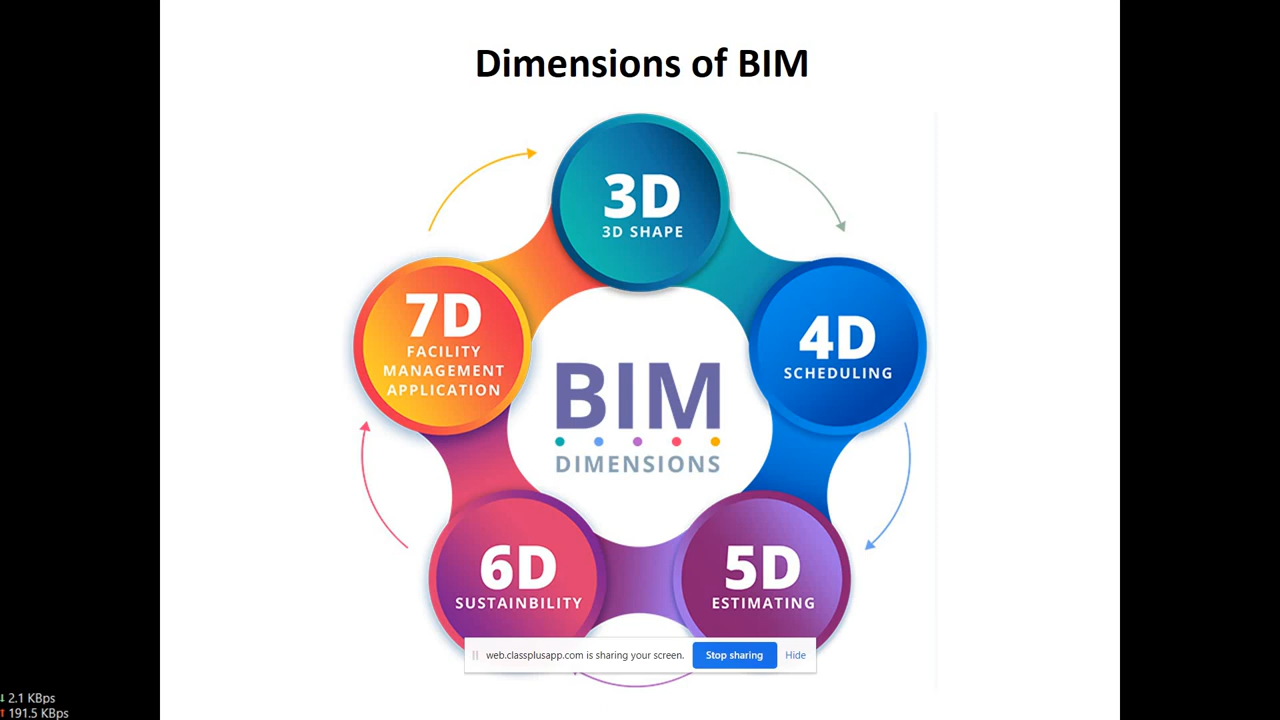 Dimensions of BIM
3D
3D SHAPE
4D
SCHEDULING
5D
ESTIMATING
6D
SUSTAINBILITY
7D
FACILITY
MANAGEMENT
APPLICATION
BIM
DIMENSIONS
web.classplusapp.com is sharing your screen. Stop sharing Hide
↓ 2.1 KBps
↑ 191.5 KBps